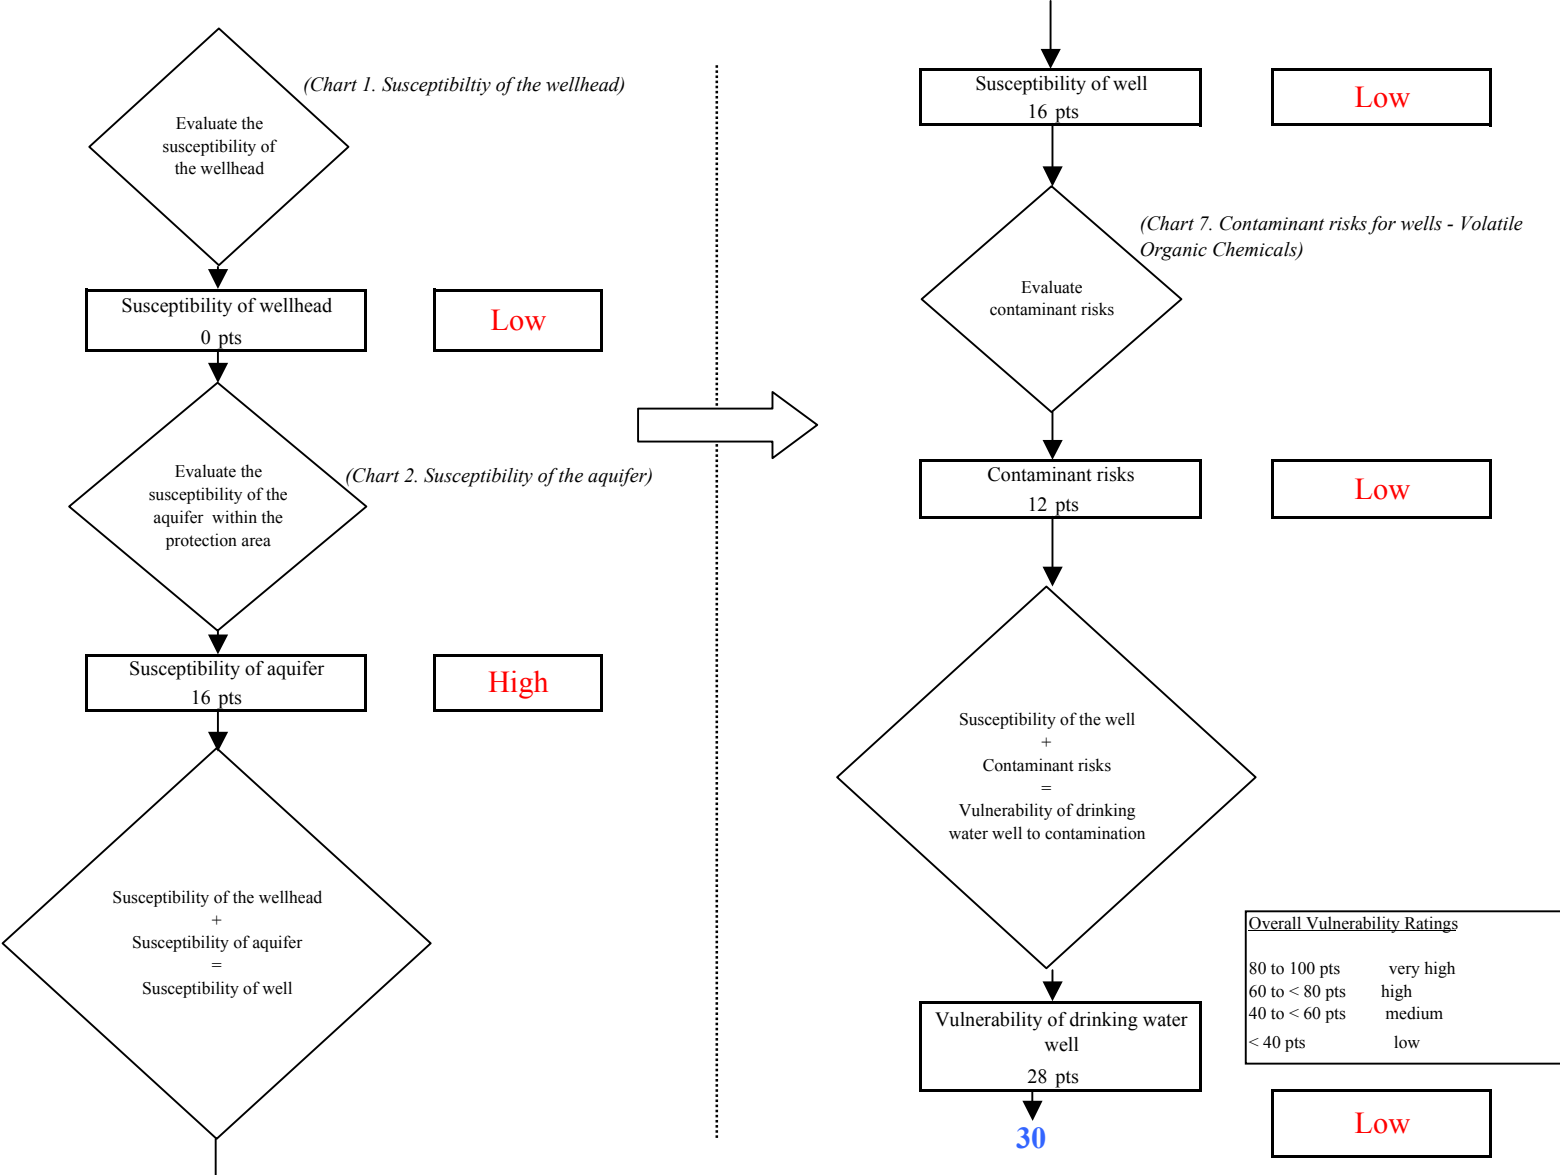 (Chart 1. Susceptibiltiy of the wellhead)
Evaluate the
susceptibility of
the wellhead
Susceptibility of wellhead
0 pts
Low
Evaluate the
susceptibility of the
aquifer within the
protection area
(Chart 2. Susceptibility of the aquifer)
Susceptibility of aquifer
16 pts
High
Susceptibility of the wellhead
+
Susceptibility of aquifer
=
Susceptibility of well
Susceptibility of well
16 pts
Low
(Chart 7. Contaminant risks for wells - Volatile
Organic Chemicals)
Evaluate
contaminant risks
Contaminant risks
12 pts
Low
Susceptibility of the well
+
Contaminant risks
=
Vulnerability of drinking
water well to contamination
Overall Vulnerability Ratings
80 to 100 pts very high
60 to < 80 pts high
40 to < 60 pts medium
< 40 pts low
Vulnerability of drinking water
well
28 pts
30
Low